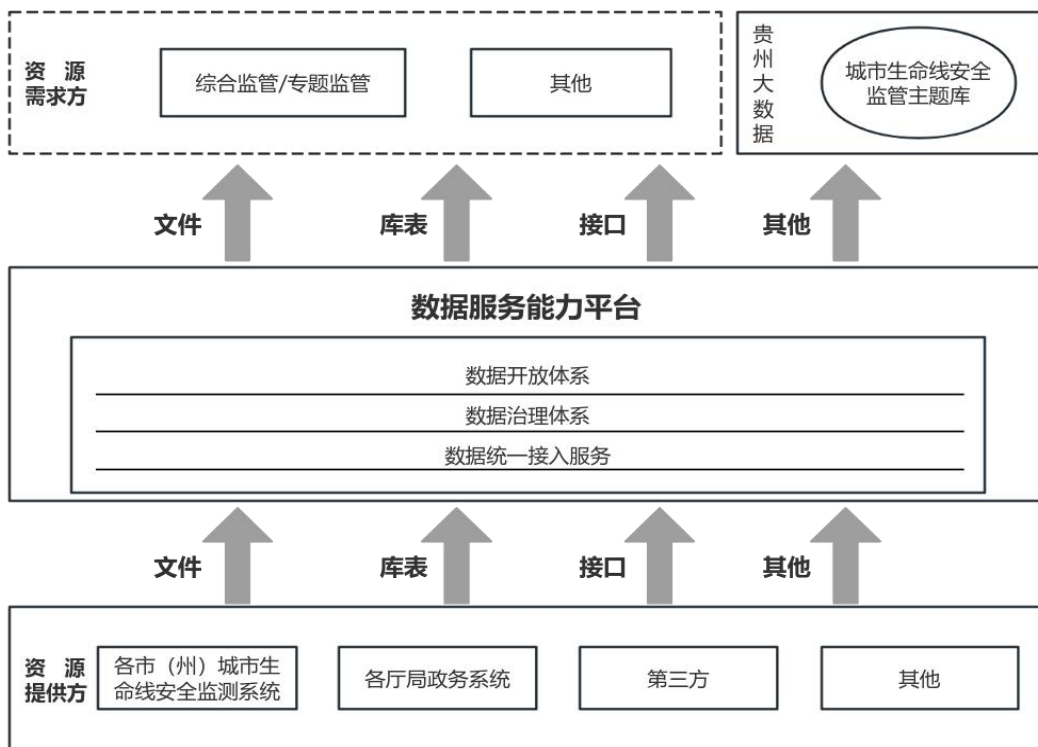 资 源
需求方
综合监管/专题监管
其他
贵
州
大
数
据
城市生命线安全
监管主题库
文件
库表
接口
其他
数据服务能力平台
数据开放体系
数据治理体系
数据统一接入服务
文件
库表
接口
其他
资 源
提供方
各市（州）城市生
命线安全监测系统
各厅局政务系统
第三方
其他